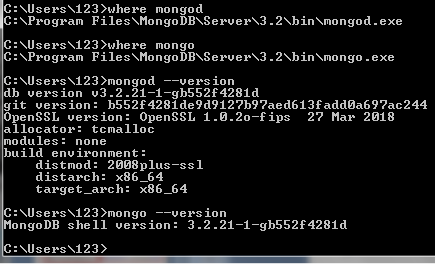 C:\Users\123>where mongod
C:\Program Files\MongoDB\Server\3.2\bin\mongod.exe
C:\Users\123>where mongo
C:\Program Files\MongoDB\Server\3.2\bin\mongo.exe
C:\Users\123>mongod --version
db version v3.2.21-1-gb552f4281d
git version: b552f4281de9d9127b97aed613fadd0a697ac244
OpenSSL version: OpenSSL 1.0.2o-fips  27 Mar 2018
allocator: tcmalloc
modules: none
build environment:
    distmod: 2008plus-ssl
    distarch: x86_64
    target_arch: x86_64
C:\Users\123>mongo --version
MongoDB shell version: 3.2.21-1-gb552f4281d
C:\Users\123>